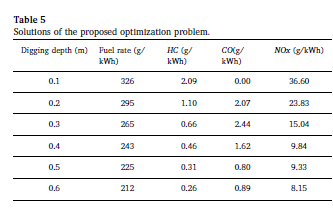 Table 5
Solutions of the proposed optimization problem.
Digging depth (m) Fuel rate (g/ HC (g/ CO(g/ NOx (g/kWh)
kWh) kWh) kWh)
0.1 326 2.09 0.00 36.60
0.2 295 1.10 2.07 23.83
0.3 265 0.66 2.44 15.04
0.4 243 0.46 1.62 9.84
0.5 225 0.31 0.80 9.33
0.6 212 0.26 0.89 8.15